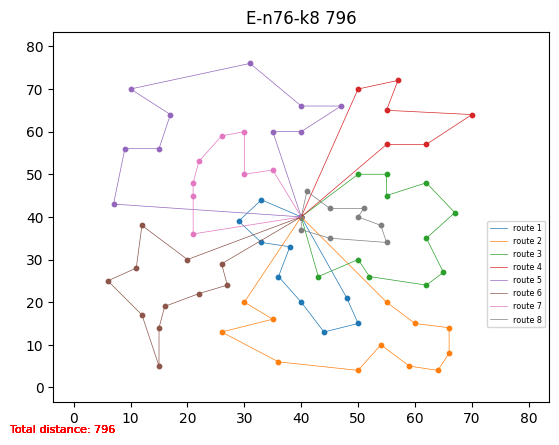 E-n76-k8 796
80
70
60
50
40
30
20
10
0
0 10 20 30 40 50 60 70 80
route 1
route 2
route 3
route 4
route 5
route 6
route 7
route 8
Total distance: 796